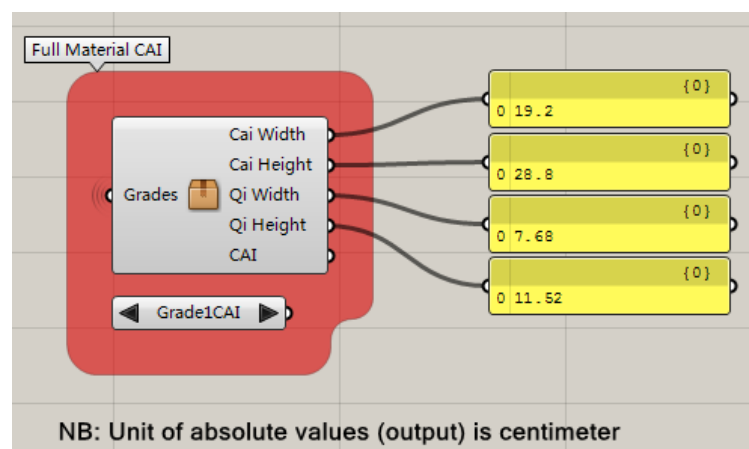 Full Material CAI
Grades
Cai Width
Cai Height
Qi Width
Qi Height
CAI
Grade1CAI
{0}
0 19.2
{0}
0 28.8
{0}
0 7.68
{0}
0 11.52
NB: Unit of absolute values (output) is centimeter